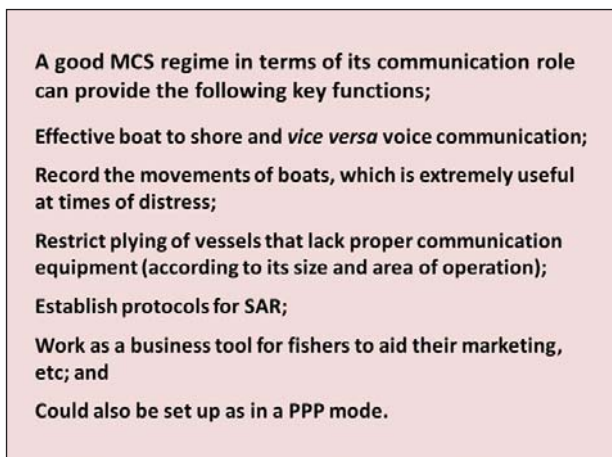 A good MCS regime in terms of its communication role
can provide the following key functions;
Effective boat to shore and vice versa voice communication;
Record the movements of boats, which is extremely useful
at times of distress;
Restrict plying of vessels that lack proper communication
equipment (according to its size and area of operation);
Establish protocols for SAR;
Work as a business tool for fishers to aid their marketing,
etc; and
Could also be set up as in a PPP mode.